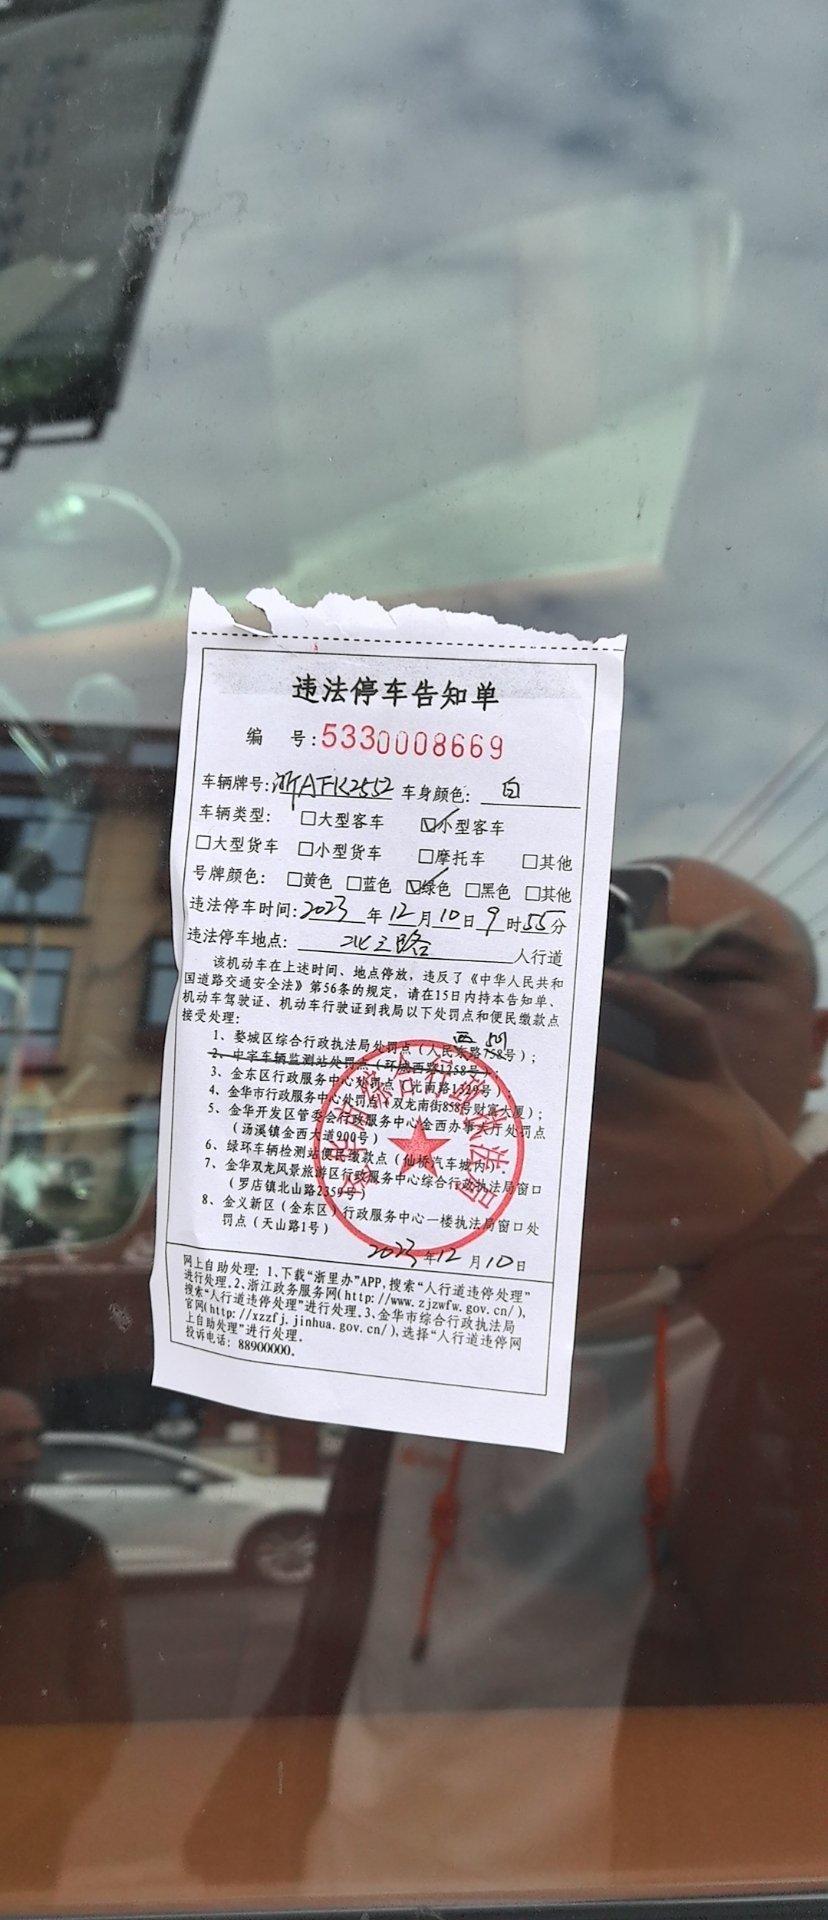 违法停车告知单
编 号:5330008669
车辆牌号:浙AFK2552 车身颜色: 白
车辆类型: □大型客车 ☑小型客车
□大型货车 □小型货车 □摩托车 □其他
号牌颜色: □黄色 □蓝色 ☑绿色 □黑色 □其他
违法停车时间:2023 年 12 月 10 日 9 时 55 分
违法停车地点: 北三路 人行道
该机动车在上述时间、地点停放，违反了《中华人民共和
国道路交通安全法》第56条的规定，请在15日内持本告知单、
机动车驾驶证、机动车行驶证到我局以下处罚点和便民缴款点
接受处理:
1、婺城区综合行政执法局处罚点（人民东路758号）;
2、中宇车辆监测站处罚点（环城西路1258号）;
3、金东区行政服务中心处罚点（光南路1399号）;
4、金华市行政服务中心处罚点（双龙南街858号财富大厦）;
5、金华开发区管委会行政服务中心金西办事大厅处罚点
（汤溪镇金西大道900号）
6、绿环车辆检测站便民缴款点（仙桥汽车城内）
7、金华双龙风景旅游区行政服务中心综合行政执法局窗口
（罗店镇北山路2359号）
8、金义新区（金东区）行政服务中心一楼执法局窗口处
罚点（天山路1号）
2023 年 12 月 10 日
网上自助处理: 1、下载“浙里办”APP,搜索“人行道违停处理”
进行处理.2、浙江政务服务网(http://www.zjzwfw.gov.cn/),
搜索“人行道违停处理”进行处理.3、金华市综合行政执法局
官网(http://xzzfj.jinhua.gov.cn/),选择“人行道违停网
上自助处理”进行处理.
投诉电话: 88900000.